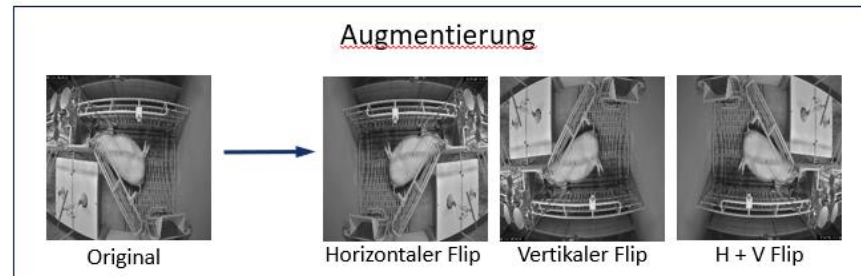 Augmentierung
Original
Horizontaler Flip
Vertikaler Flip
H + V Flip